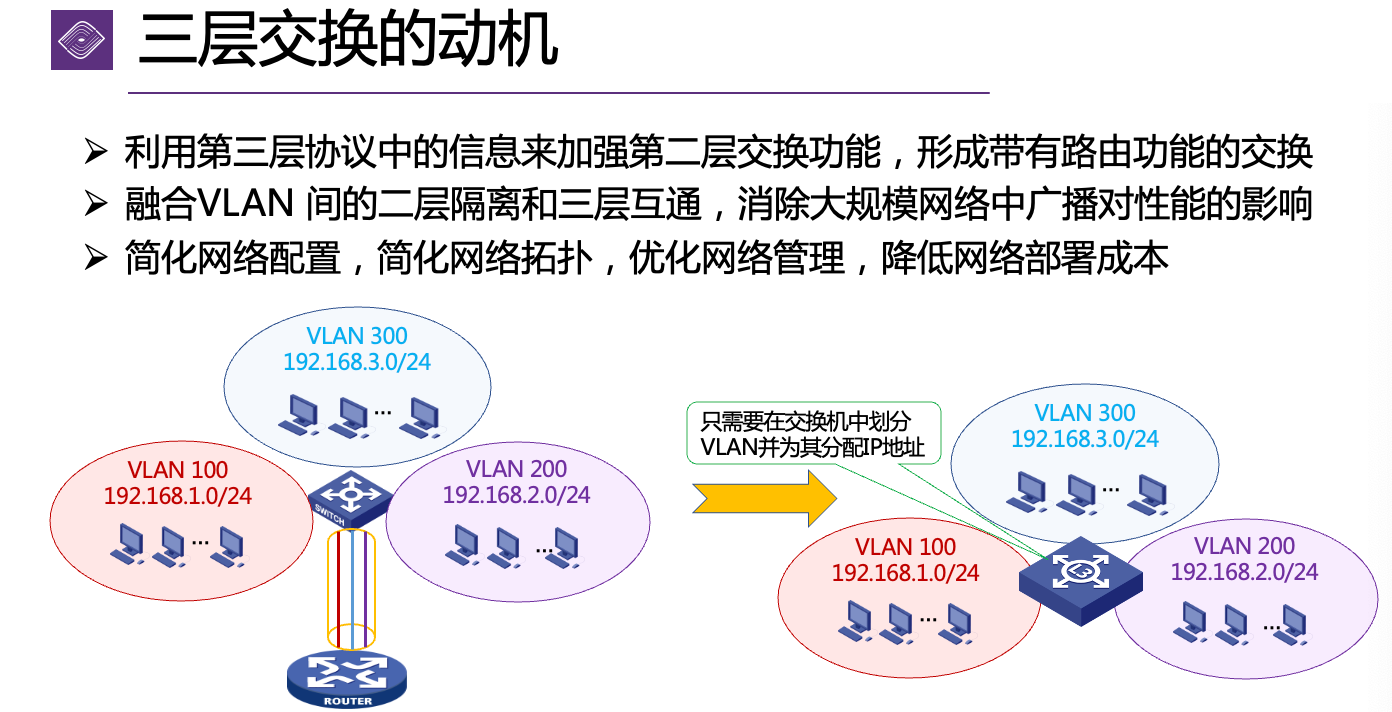 三层交换的动机
利用第三层协议中的信息来加强第二层交换功能，形成带有路由功能的交换
融合VLAN 间的二层隔离和三层互通，消除大规模网络中广播对性能的影响
简化网络配置，简化网络拓扑，优化网络管理，降低网络部署成本
VLAN 300
192.168.3.0/24
...
VLAN 100
192.168.1.0/24
...
VLAN 200
192.168.2.0/24
...
SWITCH
ROUTER
只需要在交换机中划分
VLAN并为其分配IP地址
VLAN 300
192.168.3.0/24
...
VLAN 100
192.168.1.0/24
...
VLAN 200
192.168.2.0/24
...
L3